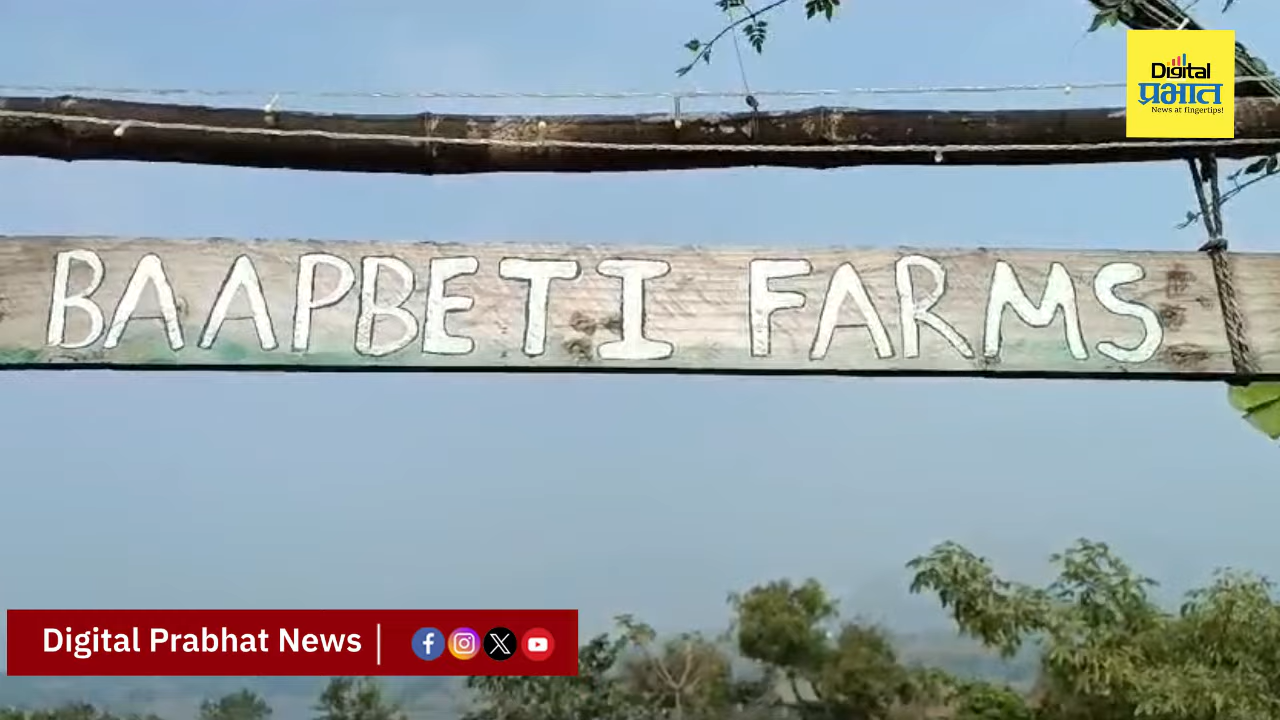 Digital
प्रभात
News at fingertips!
BAAPBETI FARMS
Digital Prabhat News |